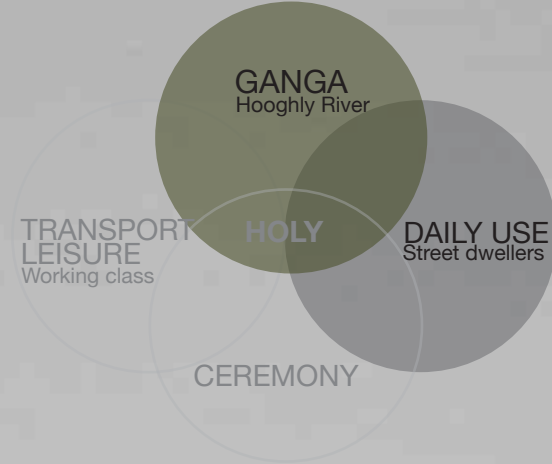 GANGA
Hooghly River
TRANSPORT
LEISURE
Working class
HOLY
DAILY USE
Street dwellers
CEREMONY